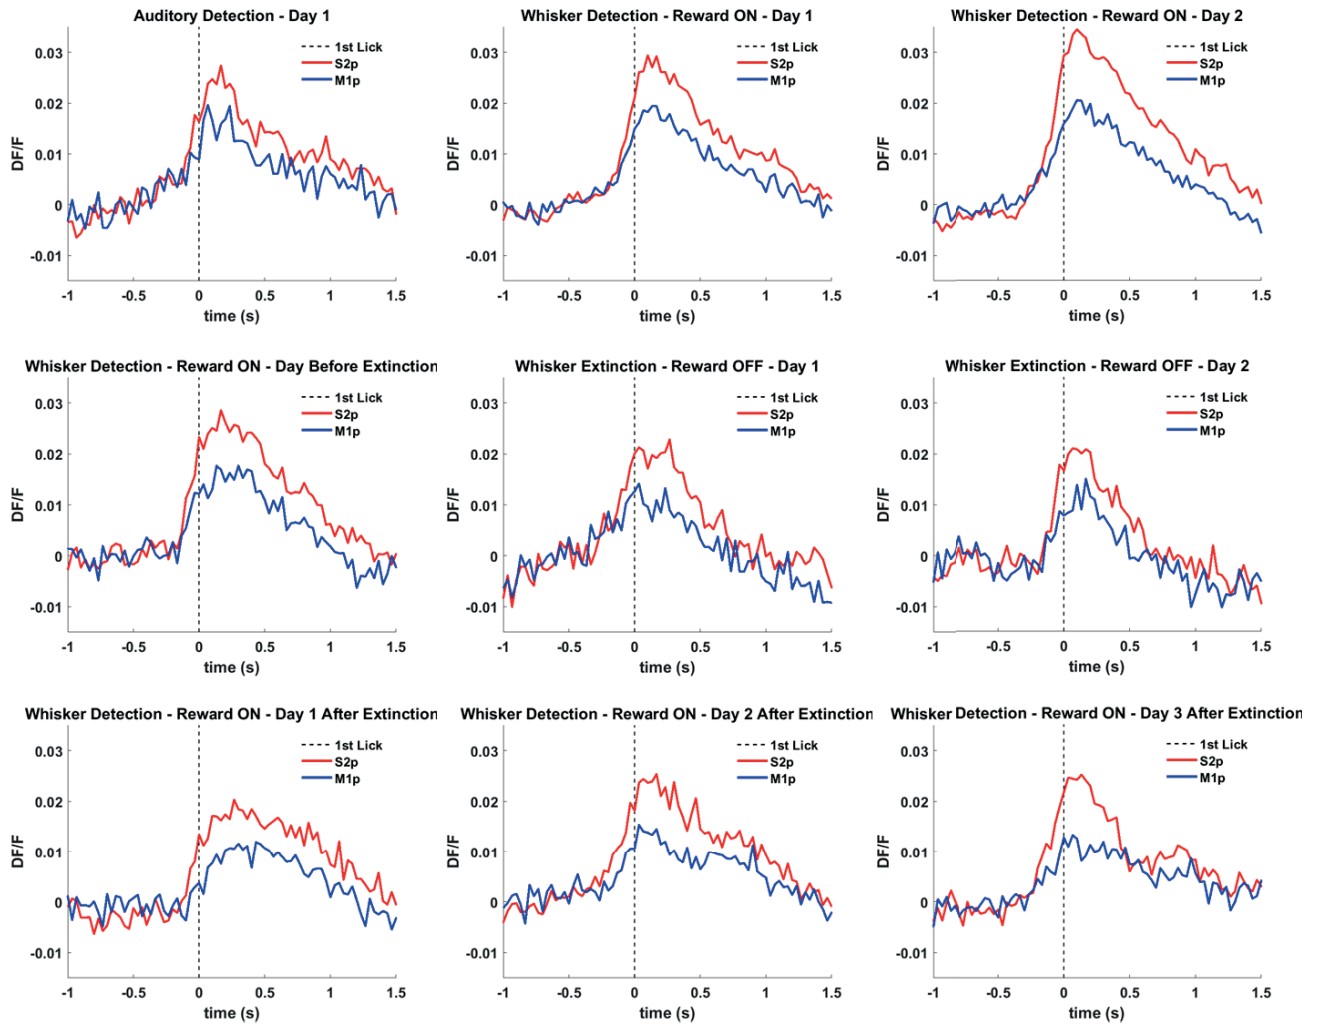 Auditory Detection - Day 1
1st Lick
S2p
M1p
DF/F
0.03
0.02
0.01
0
-0.01
-1 -0.5 0 0.5 1 1.5
time (s)
Whisker Detection - Reward ON - Day 1
1st Lick
S2p
M1p
DF/F
0.03
0.02
0.01
0
-0.01
-1 -0.5 0 0.5 1 1.5
time (s)
Whisker Detection - Reward ON - Day 2
1st Lick
S2p
M1p
DF/F
0.03
0.02
0.01
0
-0.01
-1 -0.5 0 0.5 1 1.5
time (s)
Whisker Detection - Reward ON - Day Before Extinction
1st Lick
S2p
M1p
DF/F
0.03
0.02
0.01
0
-0.01
-1 -0.5 0 0.5 1 1.5
time (s)
Whisker Extinction - Reward OFF - Day 1
1st Lick
S2p
M1p
DF/F
0.03
0.02
0.01
0
-0.01
-1 -0.5 0 0.5 1 1.5
time (s)
Whisker Extinction - Reward OFF - Day 2
1st Lick
S2p
M1p
DF/F
0.03
0.02
0.01
0
-0.01
-1 -0.5 0 0.5 1 1.5
time (s)
Whisker Detection - Reward ON - Day 1 After Extinction
1st Lick
S2p
M1p
DF/F
0.03
0.02
0.01
0
-0.01
-1 -0.5 0 0.5 1 1.5
time (s)
Whisker Detection - Reward ON - Day 2 After Extinction
1st Lick
S2p
M1p
DF/F
0.03
0.02
0.01
0
-0.01
-1 -0.5 0 0.5 1 1.5
time (s)
Whisker Detection - Reward ON - Day 3 After Extinction
1st Lick
S2p
M1p
DF/F
0.03
0.02
0.01
0
-0.01
-1 -0.5 0 0.5 1 1.5
time (s)